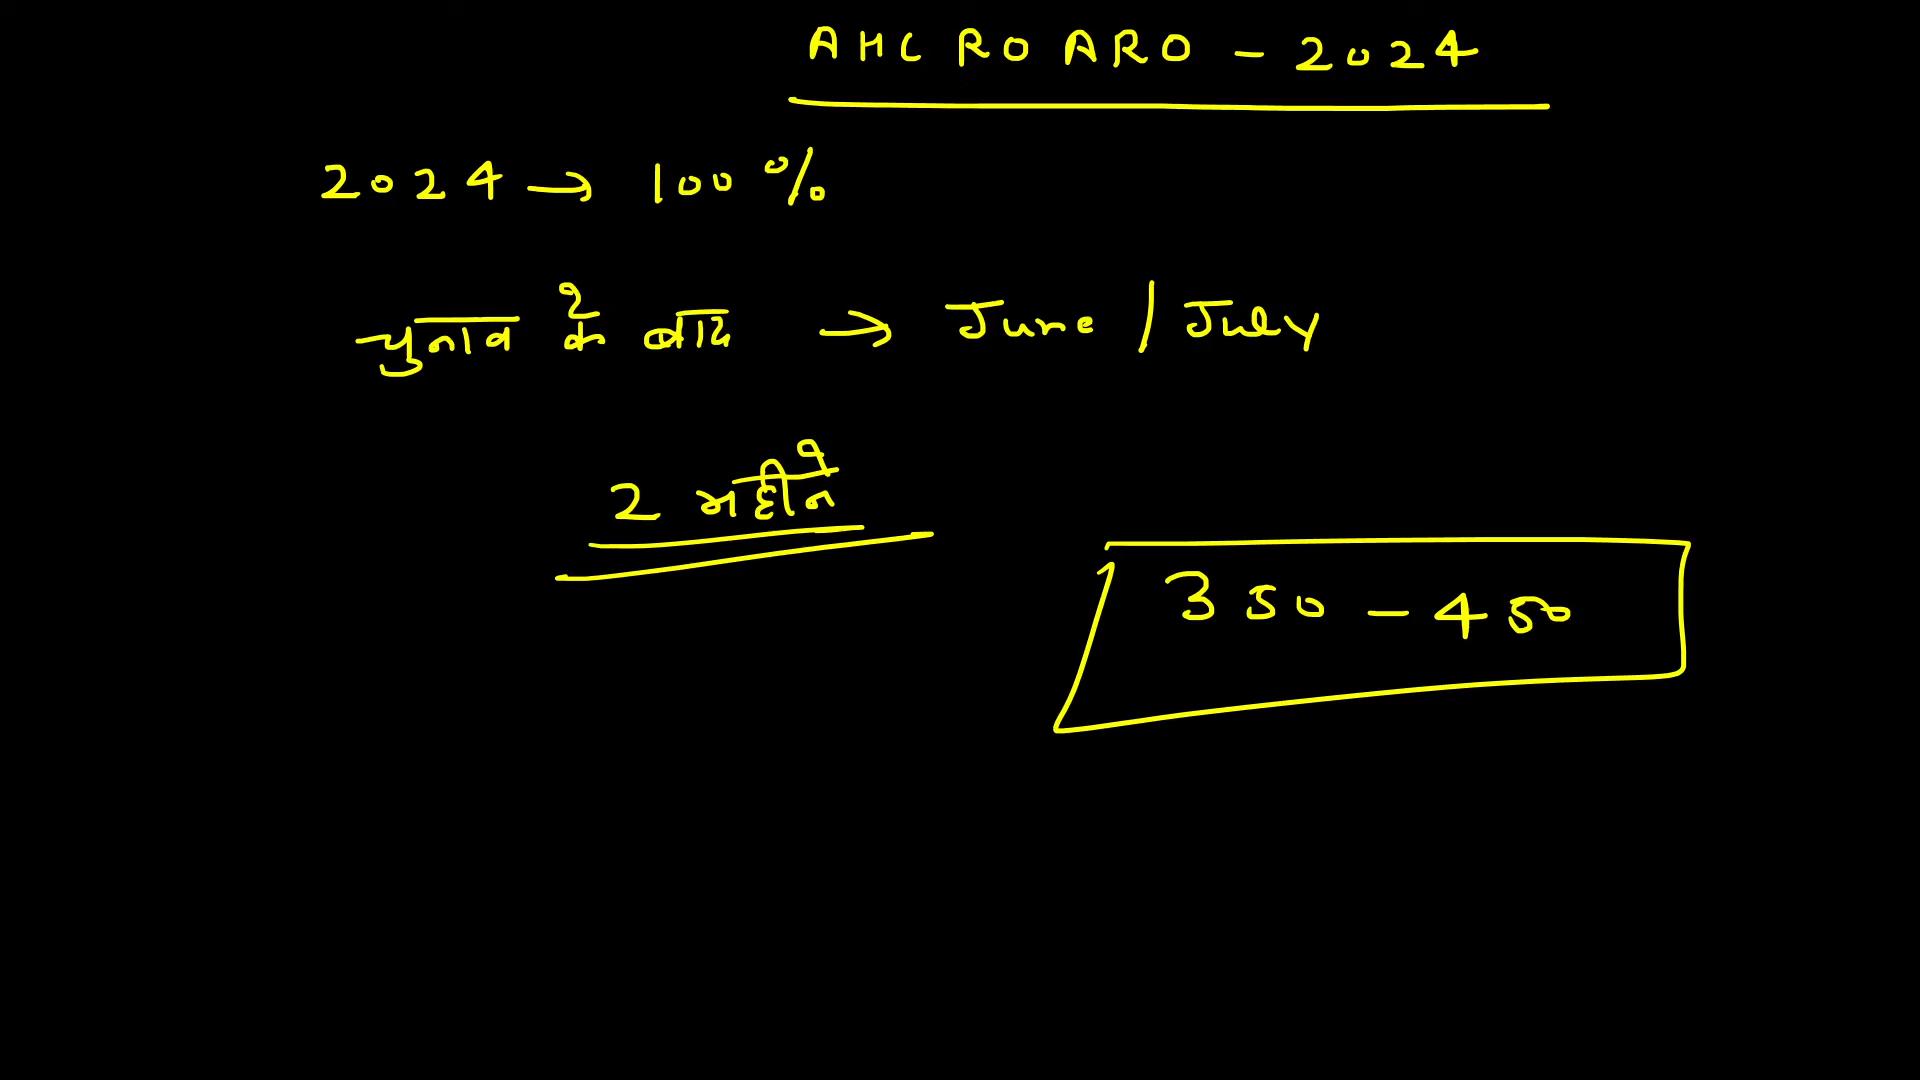 AHC RO ARO - 2024
2024 → 100 %
चुनाव के बाद → June / July
2 महीने
350 - 450